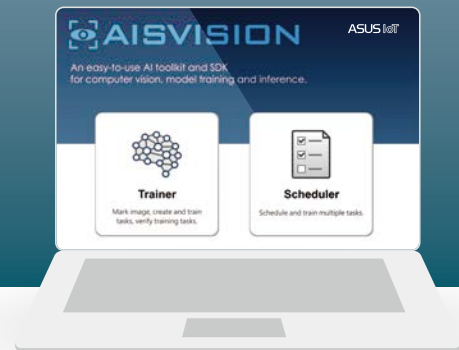 AISVISION
ASUS IoT
An easy-to-use AI toolkit and SDK
for computer vision, model training and inference.
Trainer
Mark image, create and train
tasks, verify training tasks.
Scheduler
Schedule and train multiple tasks.